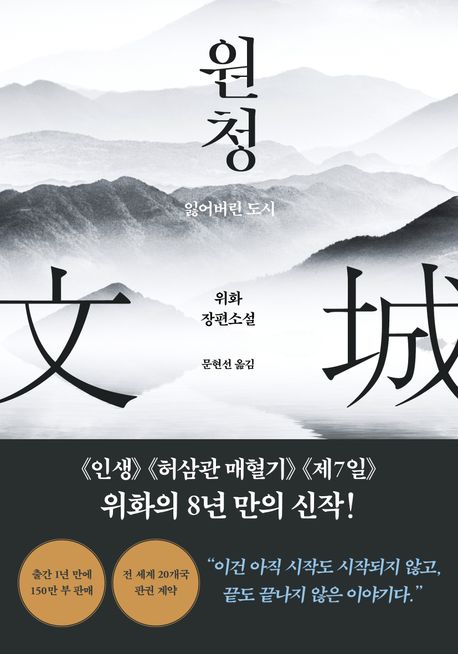 원청
잃어버린 도시
文城
위화
장편소설
문현선 옮김
《인생》 《허삼관 매혈기》 《제7일》
위화의 8년 만의 신작!
출간 1년 만에
150만 부 판매
전 세계 20개국
판권 계약
“이건 아직 시작도 시작되지 않고,
끝도 끝나지 않은 이야기다.”